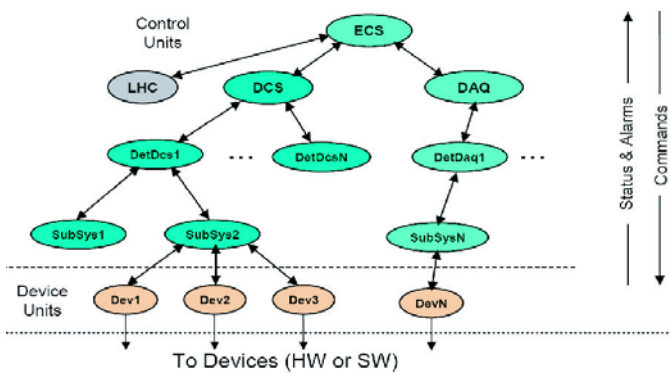 Control
Units
ECS
LHC
DCS
DAQ
DetDcs1
...
DetDcsN
DetDaq1
...
SubSys1
SubSys2
SubSysN
Status & Alarms
Commands
Device
Units
Dev1
Dev2
Dev3
DevN
To Devices (HW or SW)